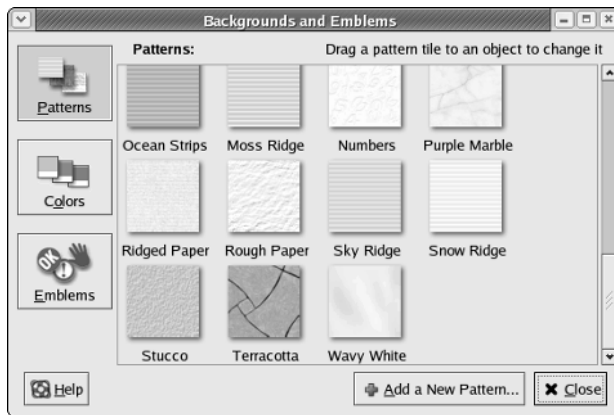 Backgrounds and Emblems
Patterns:
Drag a pattern tile to an object to change it
Patterns
Colors
Emblems
Ocean Strips
Moss Ridge
Numbers
Purple Marble
Ridged Paper
Rough Paper
Sky Ridge
Snow Ridge
Stucco
Terracotta
Wavy White
OK
!
Help
Add a New Pattern...
Close